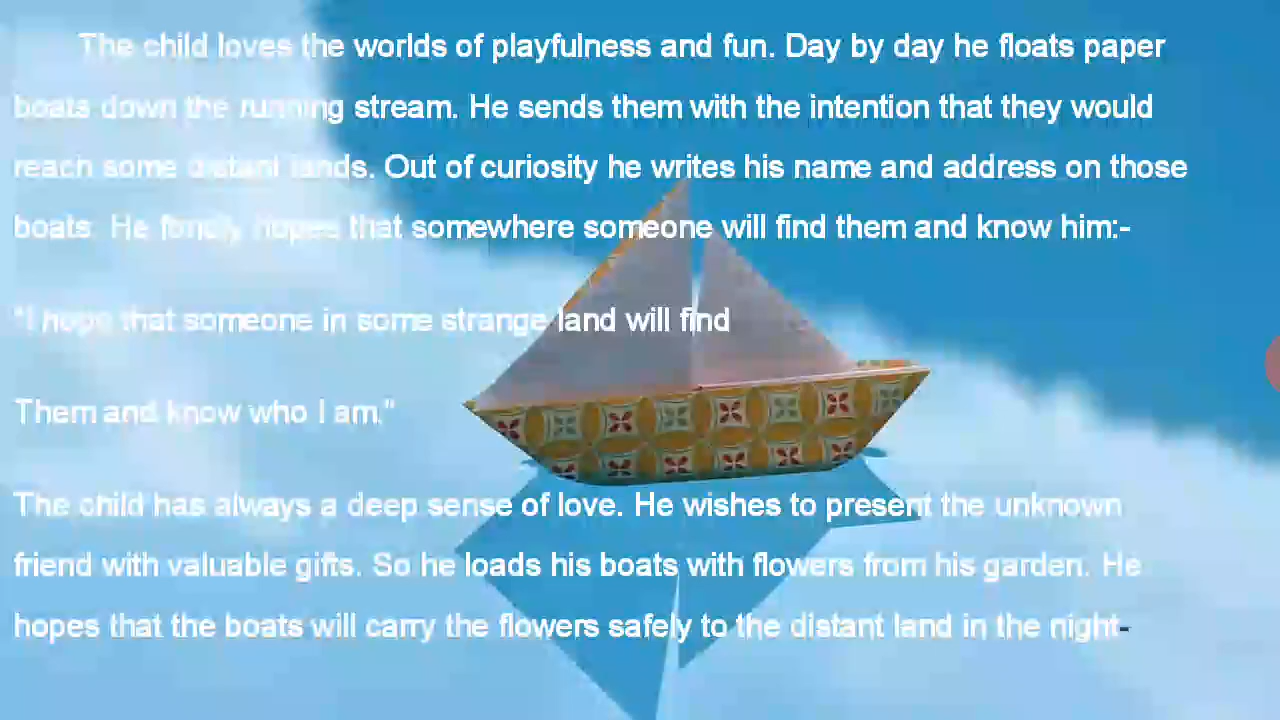 The child loves the worlds of playfulness and fun. Day by day he floats paper
boats down the running stream. He sends them with the intention that they would
reach some distant lands. Out of curiosity he writes his name and address on those
boats. He fondly hopes that somewhere someone will find them and know him:-
"I hope that someone in some strange land will find
Them and know who I am."
The child has always a deep sense of love. He wishes to present the unknown
friend with valuable gifts. So he loads his boats with flowers from his garden. He
hopes that the boats will carry the flowers safely to the distant land in the night-